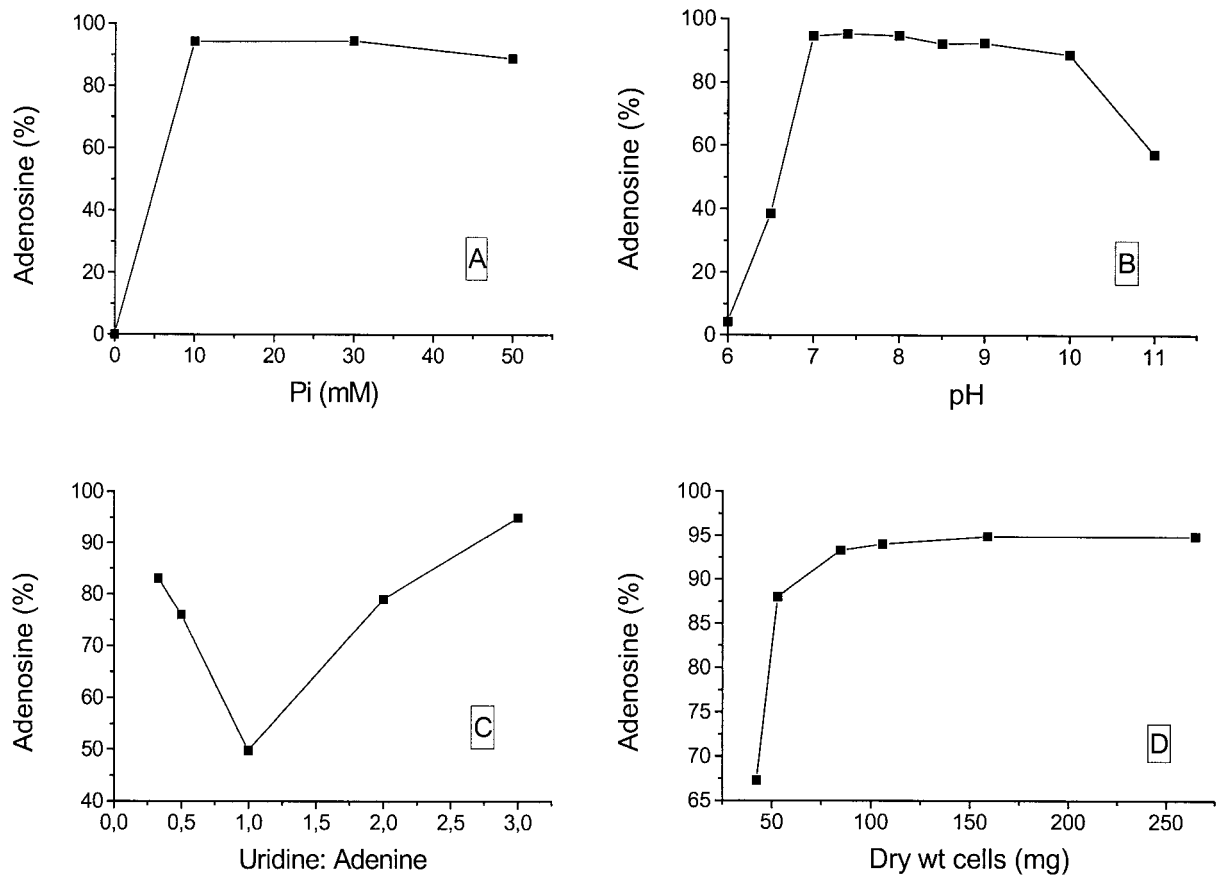 Adenosine (%)
100
80
60
40
20
0
0 10 20 30 40 50
Pi (mM)
A
Adenosine (%)
100
80
60
40
20
0
6 7 8 9 10 11
pH
B
Adenosine (%)
100
90
80
70
60
50
40
0,0 0,5 1,0 1,5 2,0 2,5 3,0
Uridine: Adenine
C
Adenosine (%)
100
95
90
85
80
75
70
65
50 100 150 200 250
Dry wt cells (mg)
D